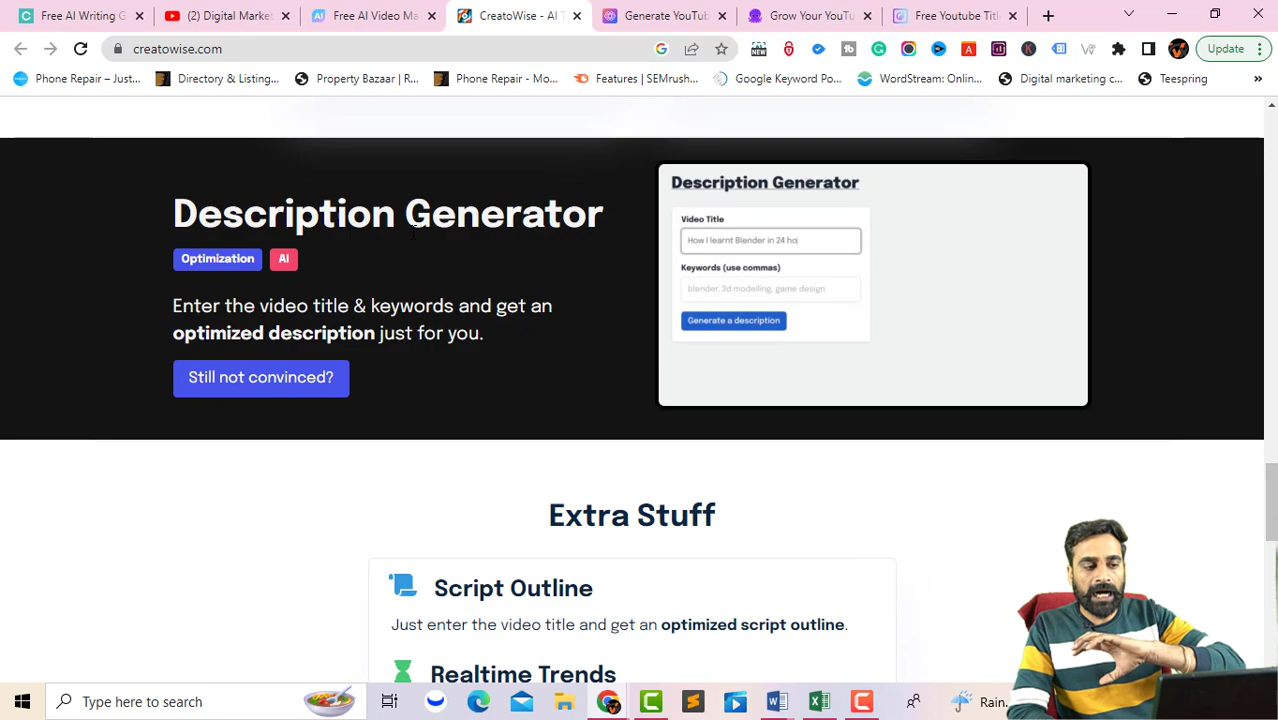 Free AI Writing G
(2) Digital Market
Free AI Video Ma
CreatoWise - AI T
Generate YouTub
Grow Your YouTu
Free Youtube Titl
creatowise.com
Update
Phone Repair – Just...
Directory & Listing...
Property Bazaar | R...
Phone Repair - Mo...
Features | SEMrush...
Google Keyword Po...
WordStream: Onlin...
Digital marketing c...
Teespring
»
Description Generator
Optimization
AI
Enter the video title & keywords and get an
optimized description just for you.
Still not convinced?
Description Generator
Video Title
How I learnt Blender in 24 ho
Keywords (use commas)
blender, 3d modelling, game design
Generate a description
Extra Stuff
Script Outline
Just enter the video title and get an optimized script outline.
Realtime Trends
Type here to search
Rain.